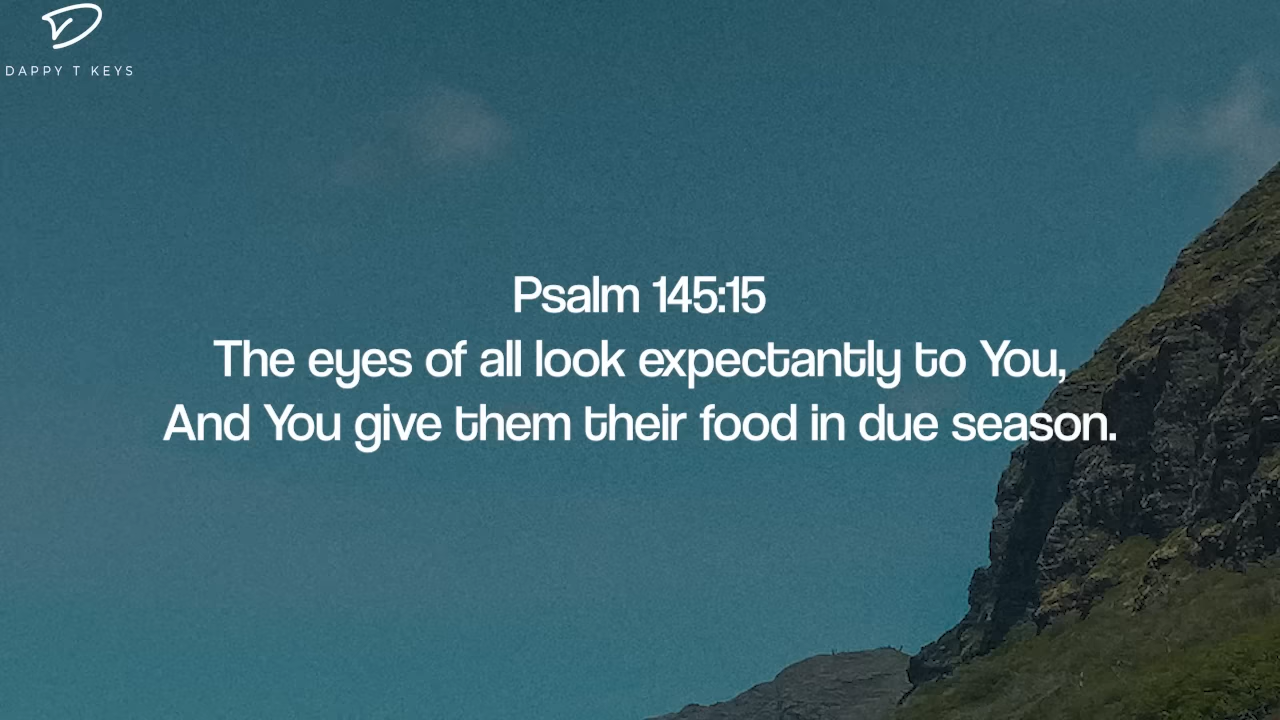 DAPPY T KEYS
Psalm 145:15
The eyes of all look expectantly to You,
And You give them their food in due season.